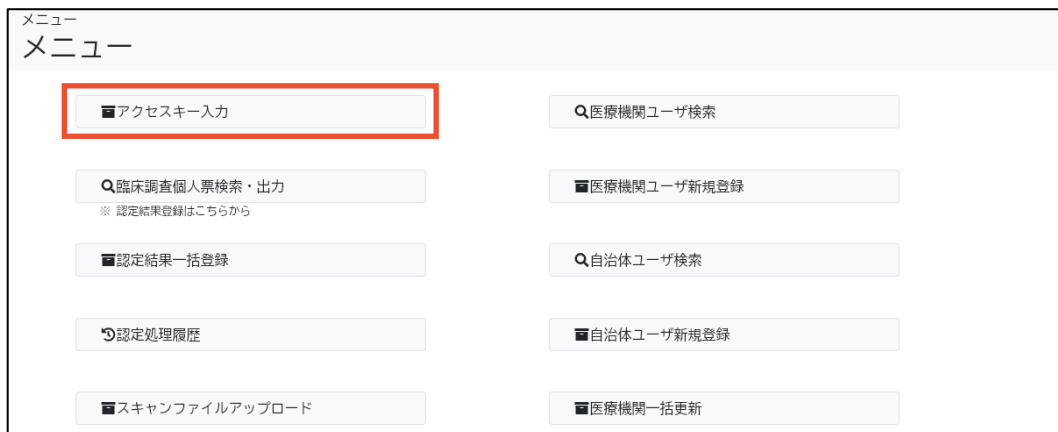 メニュー
メニュー
アクセスキー入力
医療機関ユーザ検索
臨床調査個人票検索・出力
※ 認定結果登録はこちらから
医療機関ユーザ新規登録
認定結果一括登録
自治体ユーザ検索
認定処理履歴
自治体ユーザ新規登録
スキャンファイルアップロード
医療機関一括更新